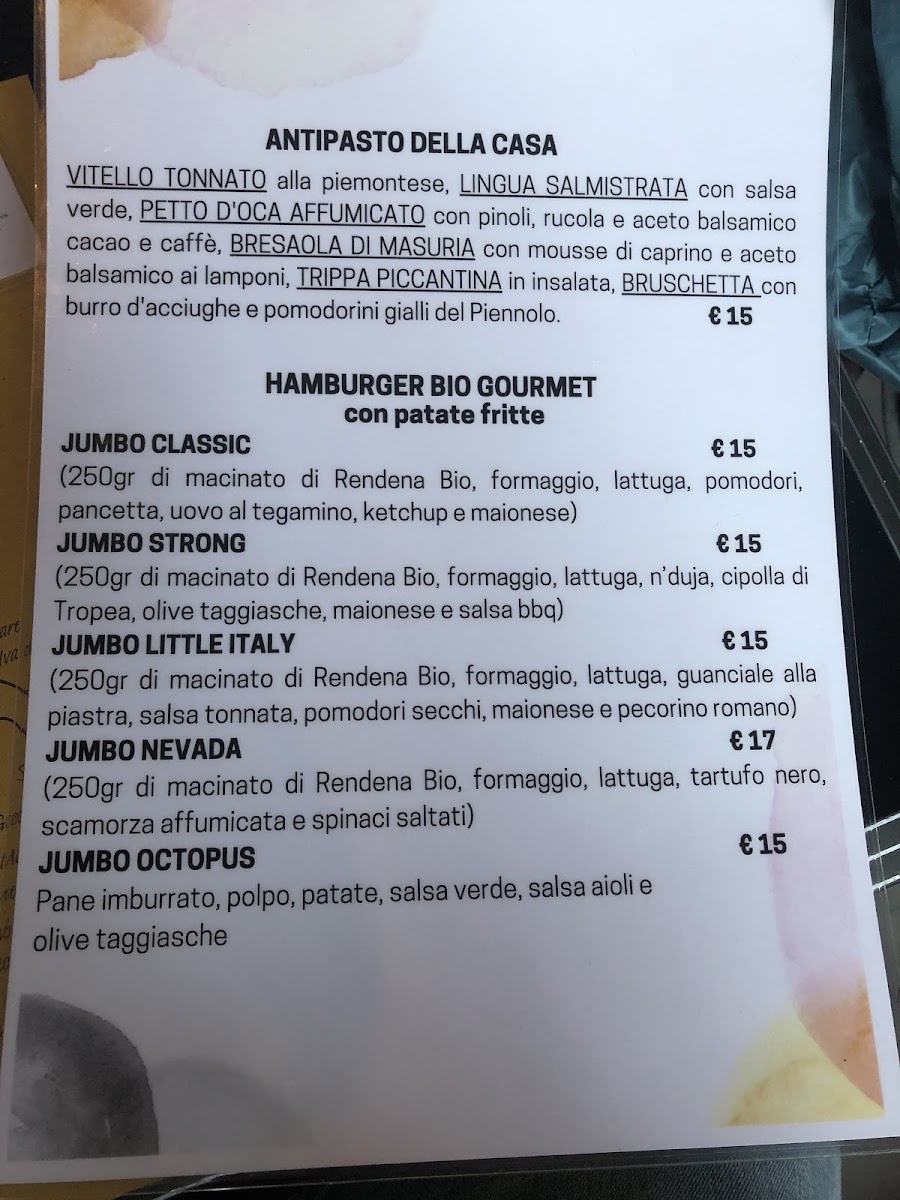 ANTIPASTO DELLA CASA
VITELLO TONNATO alla piemontese, LINGUA SALMISTRATA con salsa
verde, PETTO D'OCA AFFUMICATO con pinoli, rucola e aceto balsamico
cacao e caffè, BRESAOLA DI MASURIA con mousse di caprino e aceto
balsamico ai lamponi, TRIPPA PICCANTINA in insalata, BRUSCHETTA con
burro d'acciughe e pomodorini gialli del Piennolo. € 15
HAMBURGER BIO GOURMET
con patate fritte
JUMBO CLASSIC € 15
(250gr di macinato di Rendena Bio, formaggio, lattuga, pomodori,
pancetta, uovo al tegamino, ketchup e maionese)
JUMBO STRONG € 15
(250gr di macinato di Rendena Bio, formaggio, lattuga, n'duja, cipolla di
Tropea, olive taggiasche, maionese e salsa bbq)
JUMBO LITTLE ITALY € 15
(250gr di macinato di Rendena Bio, formaggio, lattuga, guanciale alla
piastra, salsa tonnata, pomodori secchi, maionese e pecorino romano)
JUMBO NEVADA € 17
(250gr di macinato di Rendena Bio, formaggio, lattuga, tartufo nero,
scamorza affumicata e spinaci saltati)
JUMBO OCTOPUS € 15
Pane imburrato, polpo, patate, salsa verde, salsa aioli e
olive taggiasche